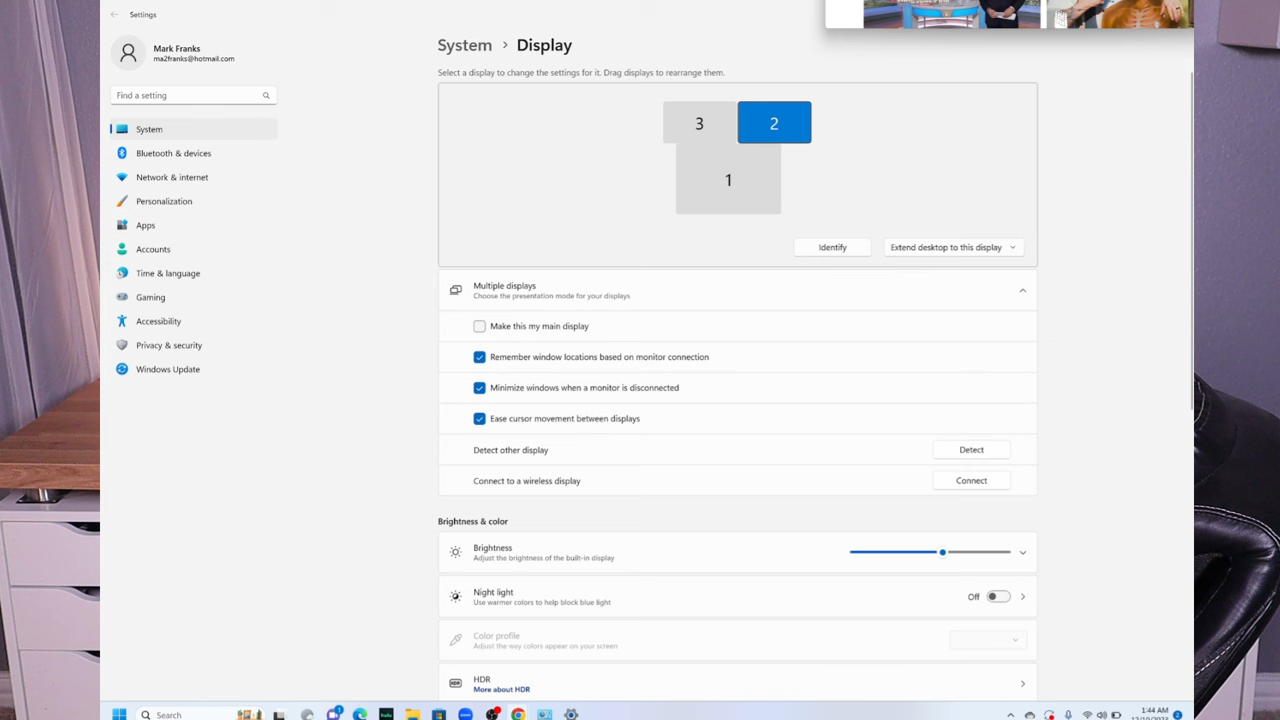 Settings
Mark Franks
ma2franks@hotmail.com
Find a setting
System
Bluetooth & devices
Network & internet
Personalization
Apps
Accounts
Time & language
Gaming
Accessibility
Privacy & security
Windows Update
System > Display
Select a display to change the settings for it. Drag displays to rearrange them.
3 2
1
Identify Extend desktop to this display
Multiple displays
Choose the presentation mode for your displays
Make this my main display
Remember window locations based on monitor connection
Minimize windows when a monitor is disconnected
Ease cursor movement between displays
Detect other display Detect
Connect to a wireless display Connect
Brightness & color
Brightness
Adjust the brightness of the built-in display
Night light Off
Use warmer colors to help block blue light
Color profile
Adjust the way colors appear on your screen
HDR
HDR
More about HDR
Search
hulu
zoom
1:44 AM